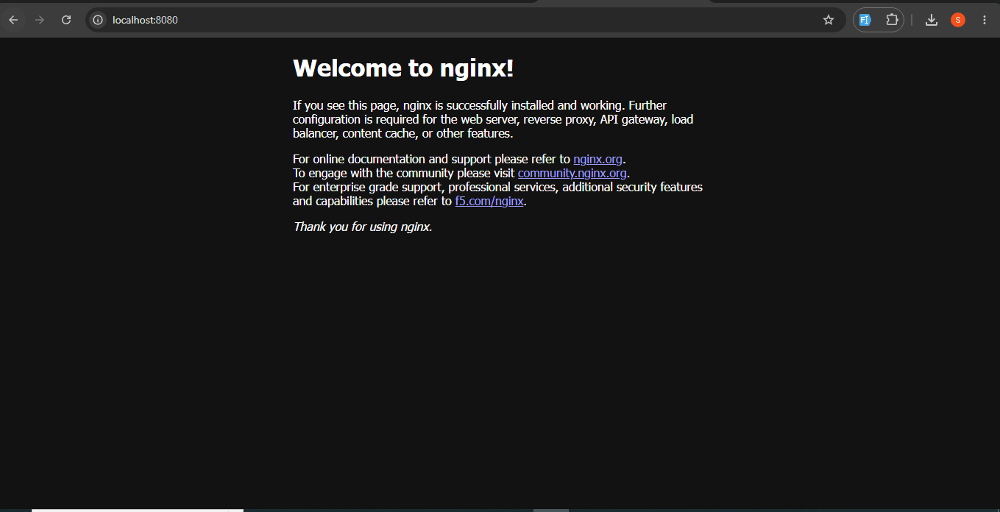 localhost:8080
FI
S
Welcome to nginx!
If you see this page, nginx is successfully installed and working. Further
configuration is required for the web server, reverse proxy, API gateway, load
balancer, content cache, or other features.
For online documentation and support please refer to nginx.org.
To engage with the community please visit community.nginx.org.
For enterprise grade support, professional services, additional security features
and capabilities please refer to f5.com/nginx.
Thank you for using nginx.